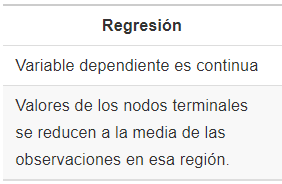 Regresión
Variable dependiente es continua
Valores de los nodos terminales
se reducen a la media de las
observaciones en esa región.